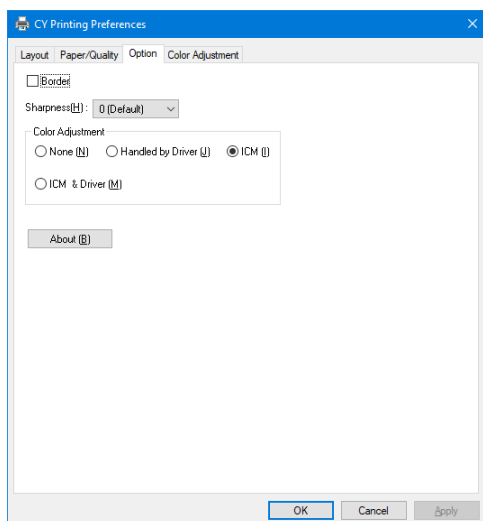 CY Printing Preferences
Layout Paper/Quality Option Color Adjustment
Border
Sharpness(H) : 0 (Default)
Color Adjustment
None (N) Handled by Driver (J) ICM (I)
ICM & Driver (M)
About (B)
OK Cancel Apply